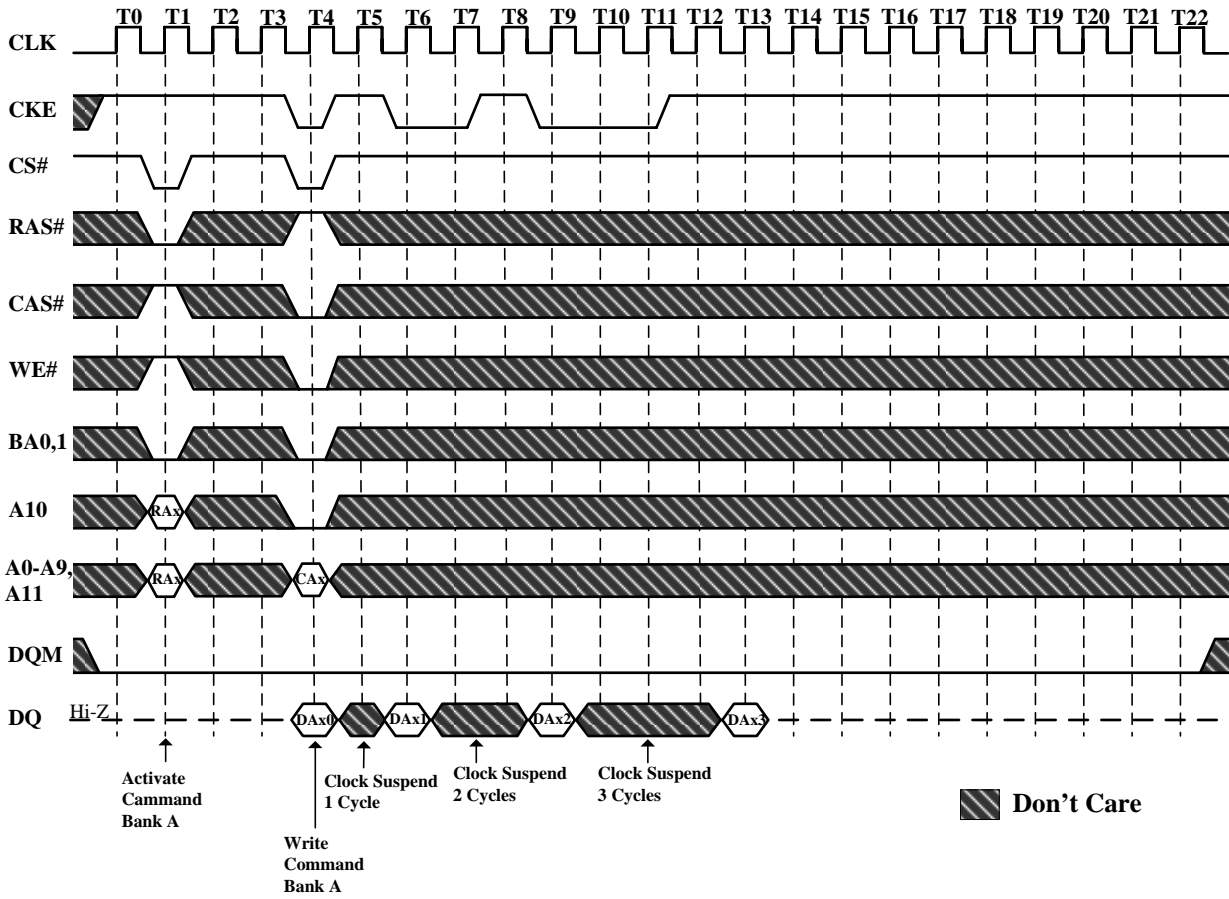 T0 T1 T2 T3 T4 T5 T6 T7 T8 T9 T10 T11 T12 T13 T14 T15 T16 T17 T18 T19 T20 T21 T22
CLK
CKE
CS#
RAS#
CAS#
WE#
BA0,1
A10 RAx
A0-A9,
A11 RAx CAx
DQM
DQ Hi-Z DAx0 DAx1 DAx2 DAx3
Activate
Cammand
Bank A
Write
Command
Bank A
Clock Suspend
1 Cycle
Clock Suspend
2 Cycles
Clock Suspend
3 Cycles
Don't Care